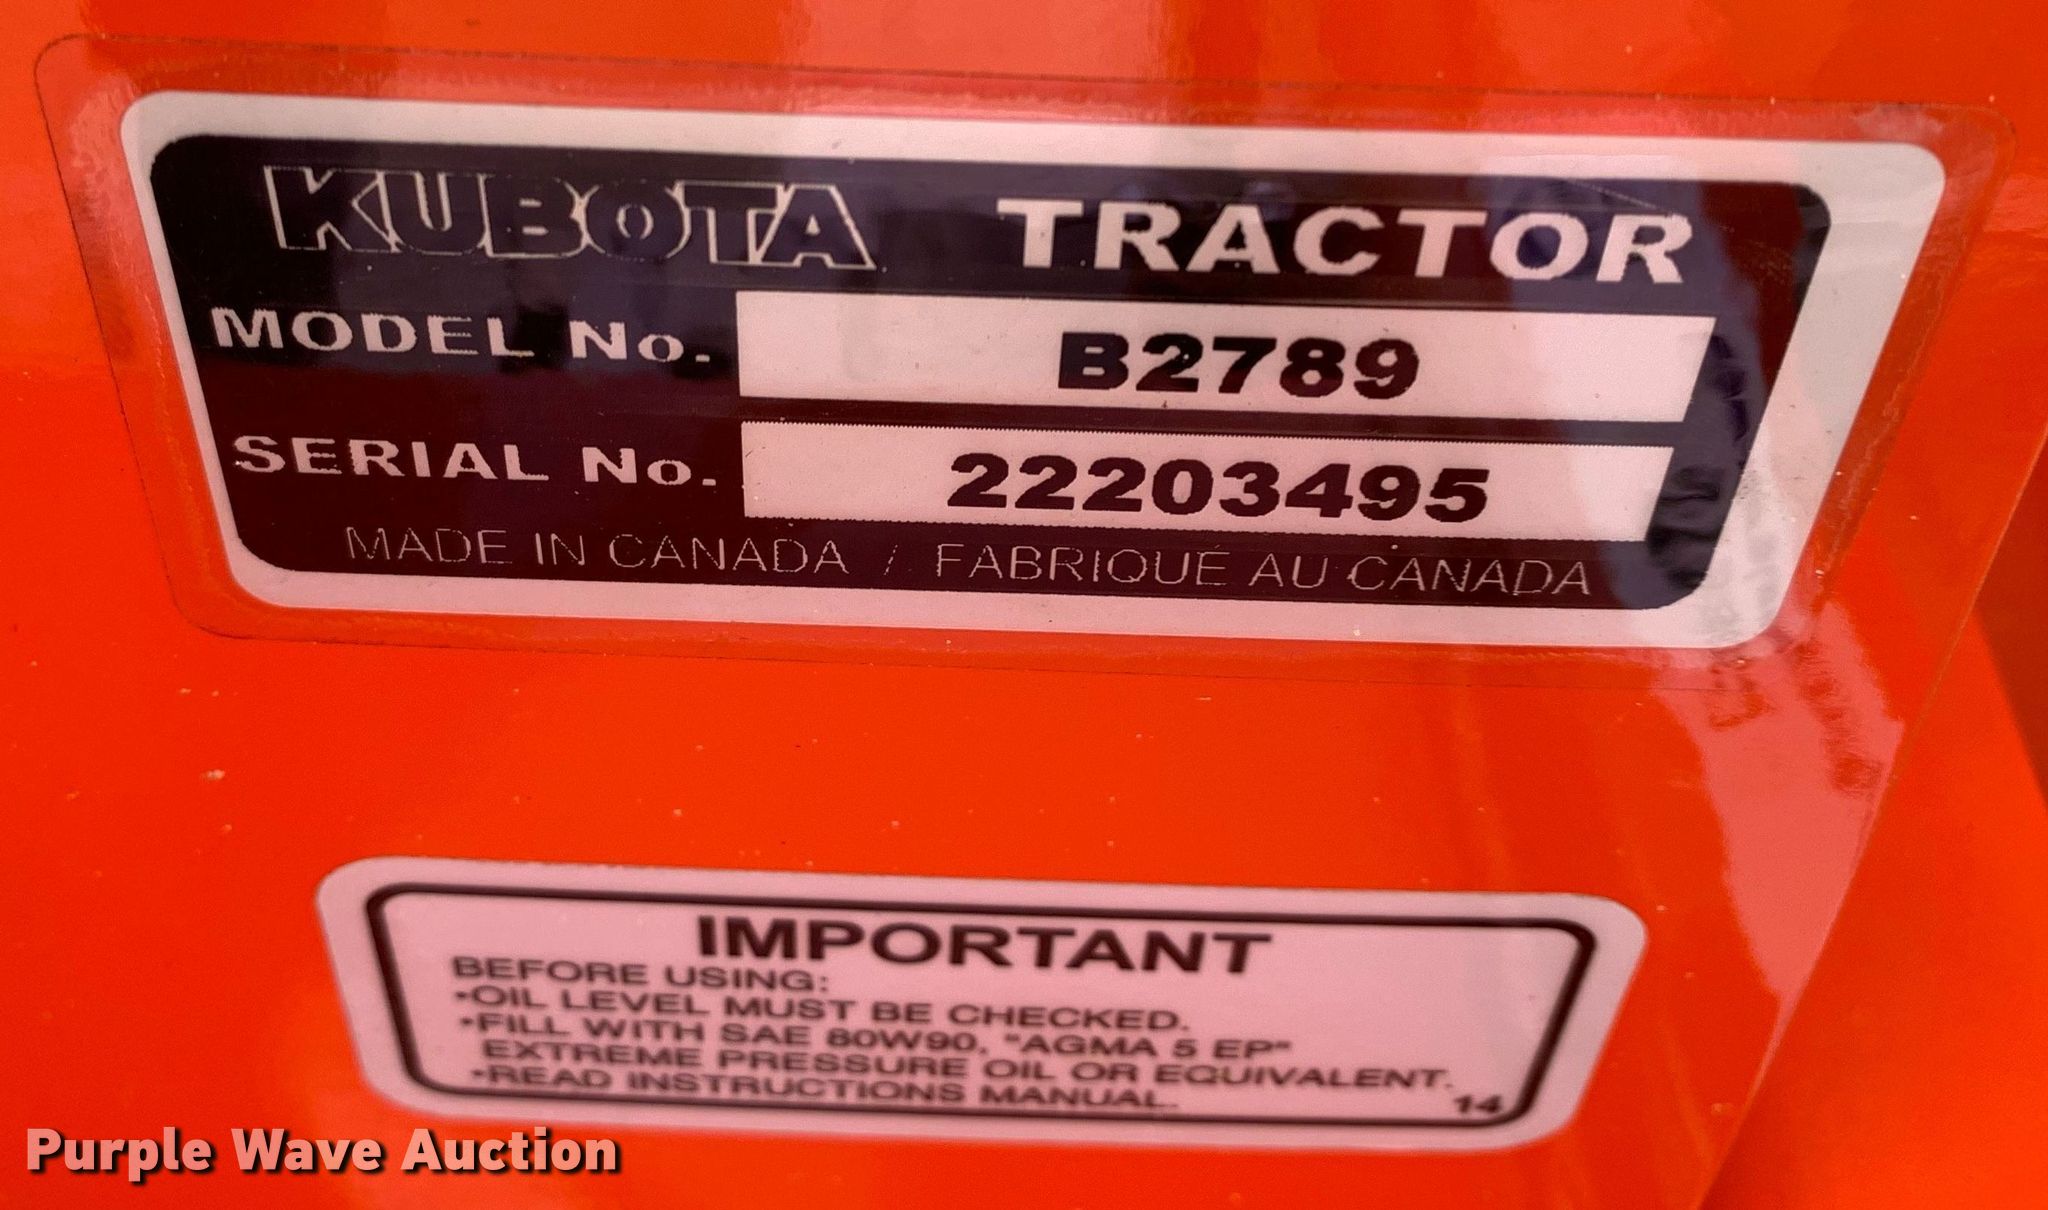 KUBOTA TRACTOR
MODEL No. B2789
SERIAL No. 22203495
MADE IN CANADA / FABRIQUÉ AU CANADA
IMPORTANT
BEFORE USING:
•OIL LEVEL MUST BE CHECKED.
•FILL WITH SAE 80W90, "AGMA 5 EP"
EXTREME PRESSURE OIL OR EQUIVALENT.
•READ INSTRUCTIONS MANUAL.
14
Purple Wave Auction